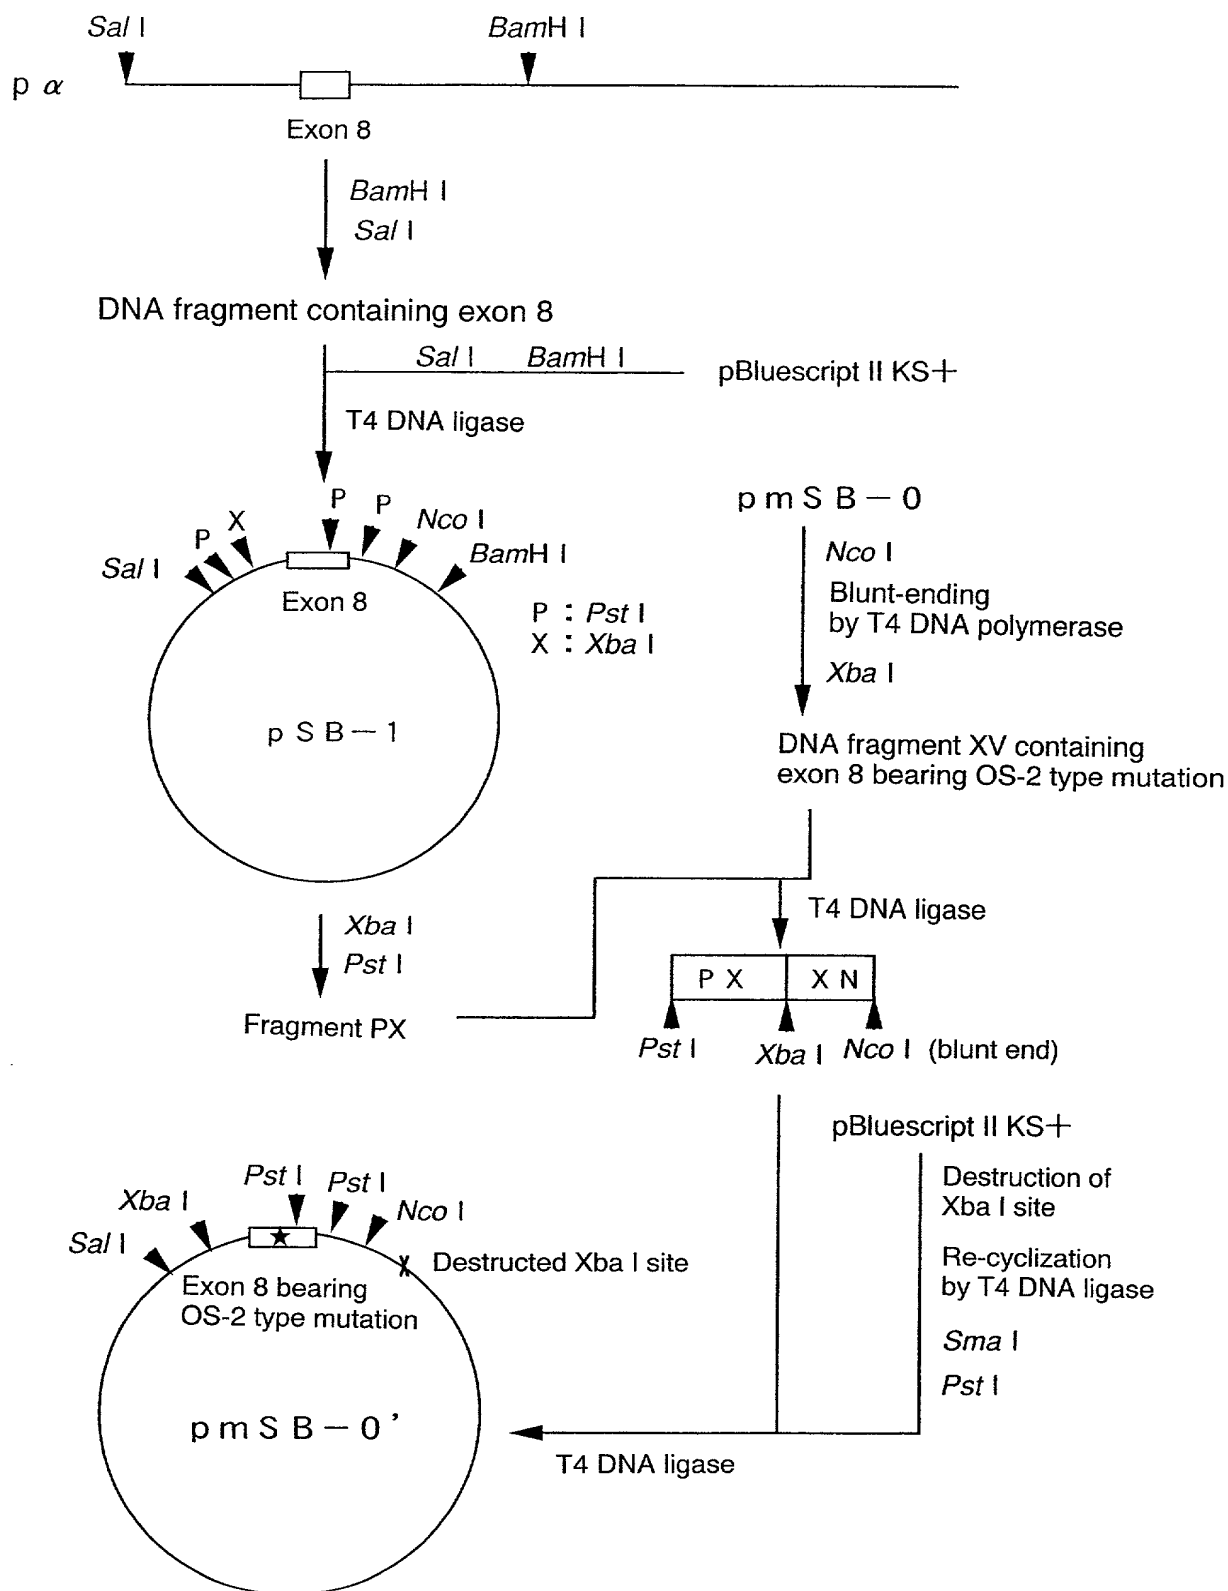 Sal I
BamH I
p α
Exon 8
BamH I
Sal I
DNA fragment containing exon 8
Sal I BamH I
pBluescript II KS+
T4 DNA ligase
P
P
X
P
Nco I
Sal I
BamH I
Exon 8
P : Pst I
X : Xba I
p S B - 1
Xba I
Pst I
Fragment PX
p m S B - 0
Nco I
Blunt-ending
by T4 DNA polymerase
Xba I
DNA fragment XV containing
exon 8 bearing OS-2 type mutation
T4 DNA ligase
P X
X N
Pst I
Xba I
Nco I (blunt end)
pBluescript II KS+
Destruction of
Xba I site
Re-cyclization
by T4 DNA ligase
Sma I
Pst I
T4 DNA ligase
Pst I
Pst I
Xba I
Nco I
Sal I
Destructed Xba I site
Exon 8 bearing
OS-2 type mutation
p m S B - 0 '